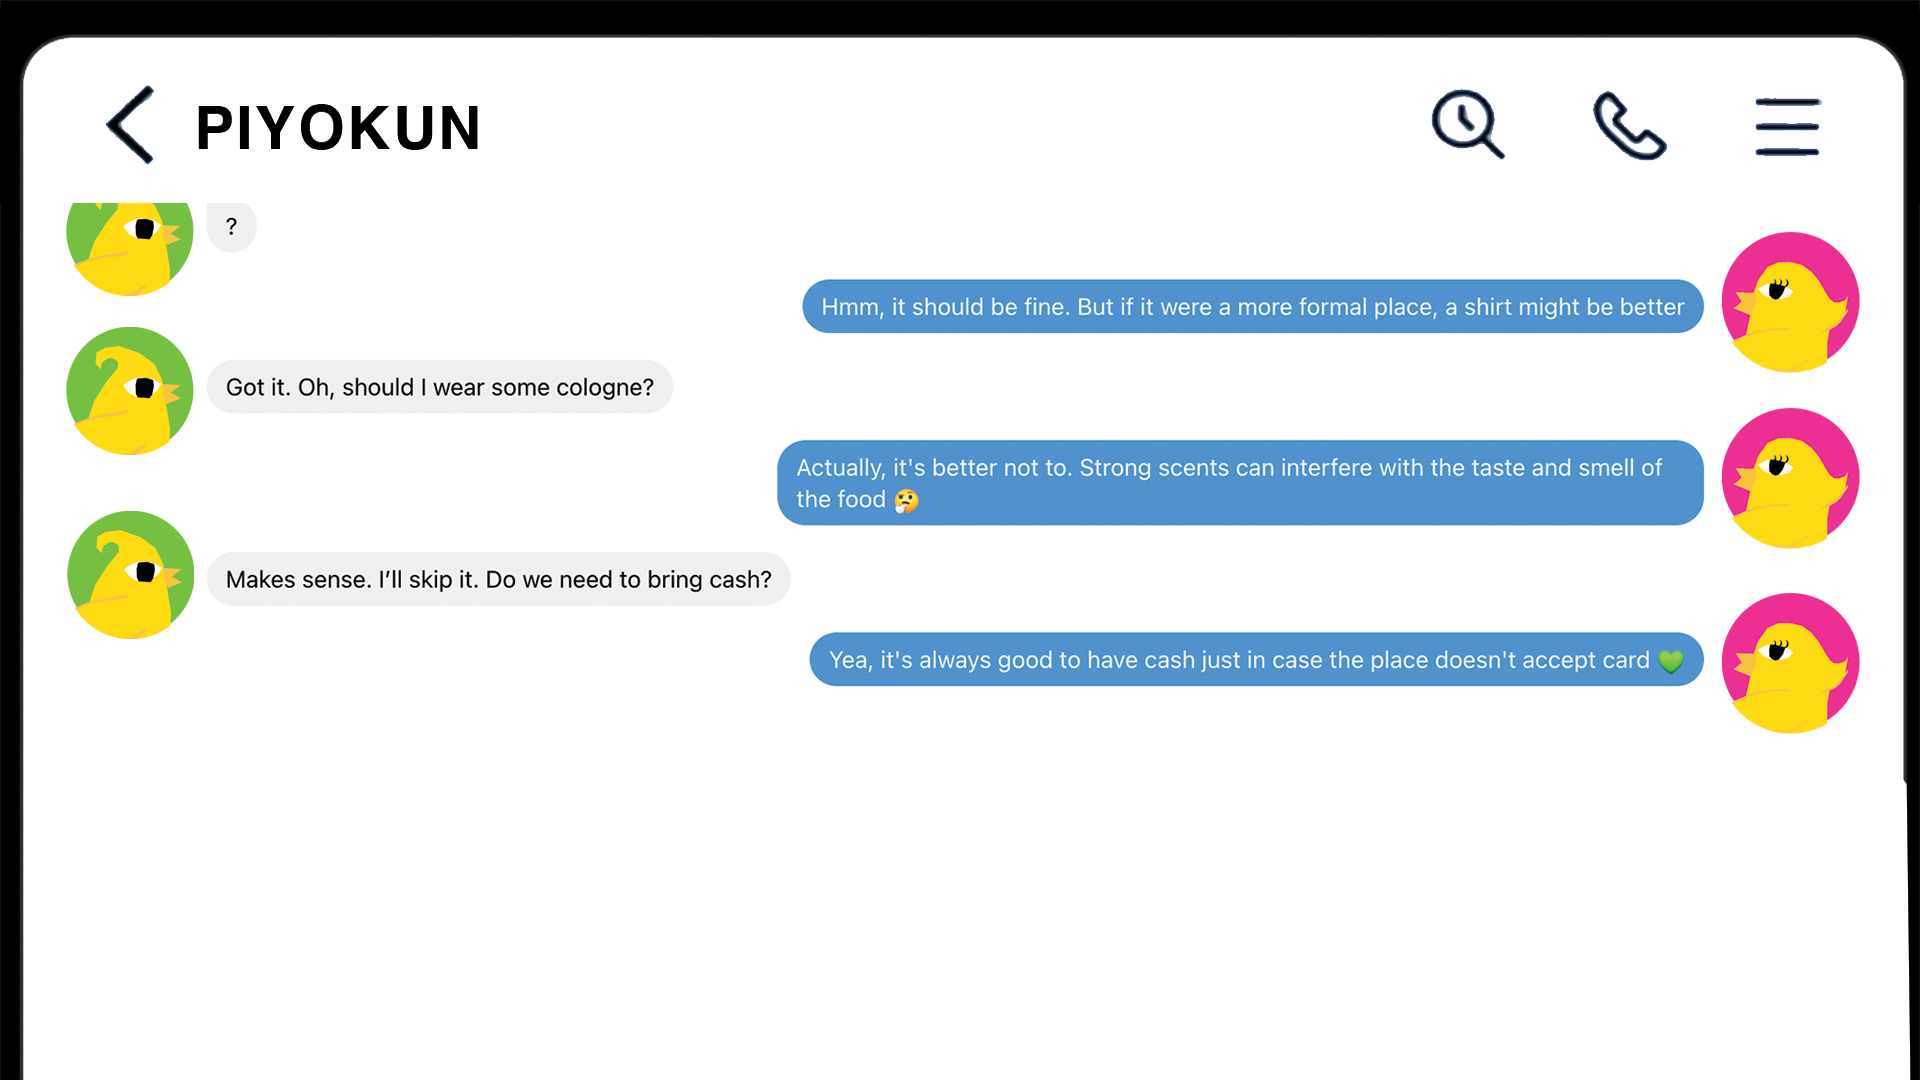 PIYOKUN
?
Hmm, it should be fine. But if it were a more formal place, a shirt might be better
Got it. Oh, should I wear some cologne?
Actually, it's better not to. Strong scents can interfere with the taste and smell of
the food 🤔
Makes sense. I’ll skip it. Do we need to bring cash?
Yea, it's always good to have cash just in case the place doesn't accept card 💚